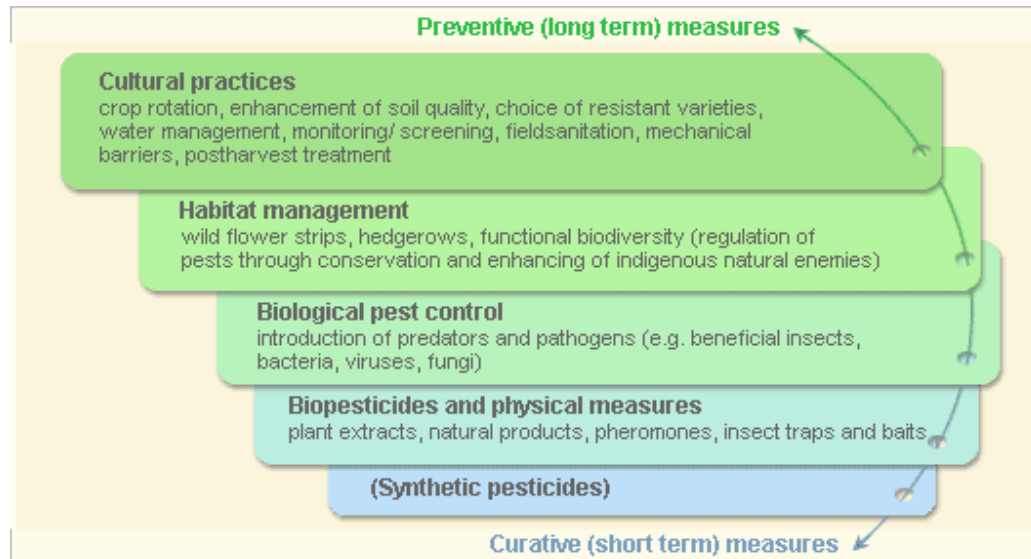 Preventive (long term) measures
Cultural practices
crop rotation, enhancement of soil quality, choice of resistant varieties,
water management, monitoring/ screening, fieldsanitation, mechanical
barriers, postharvest treatment
Habitat management
wild flower strips, hedgerows, functional biodiversity (regulation of
pests through conservation and enhancing of indigenous natural enemies)
Biological pest control
introduction of predators and pathogens (e.g. beneficial insects,
bacteria, viruses, fungi)
Biopesticides and physical measures
plant extracts, natural products, pheromones, insect traps and baits
(Synthetic pesticides)
Curative (short term) measures